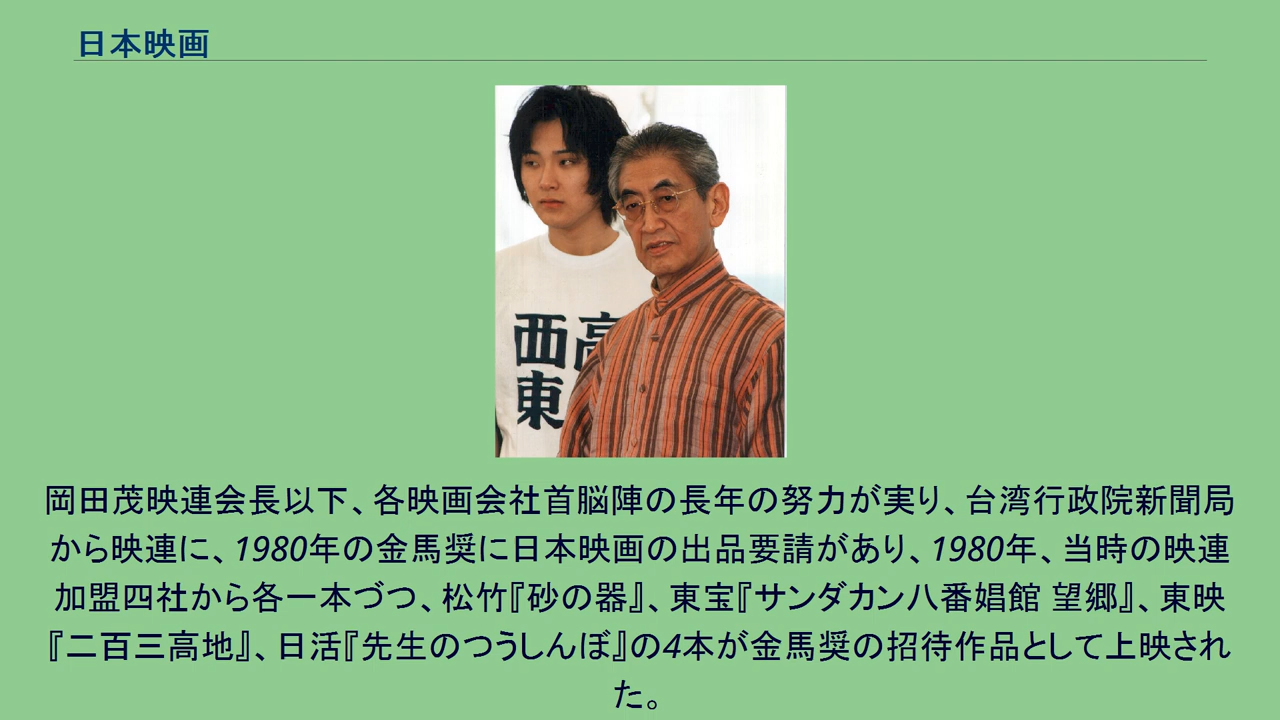 日本映画
西高
東
岡田茂映連会長以下、各映画会社首脳陣の長年の努力が実り、台湾行政院新聞局
から映連に、1980年の金馬奨に日本映画の出品要請があり、1980年、当時の映連
加盟四社から各一本づつ、松竹『砂の器』、東宝『サンダカン八番娼館 望郷』、東映
『二百三高地』、日活『先生のつうしんぼ』の4本が金馬奨の招待作品として上映され
た。